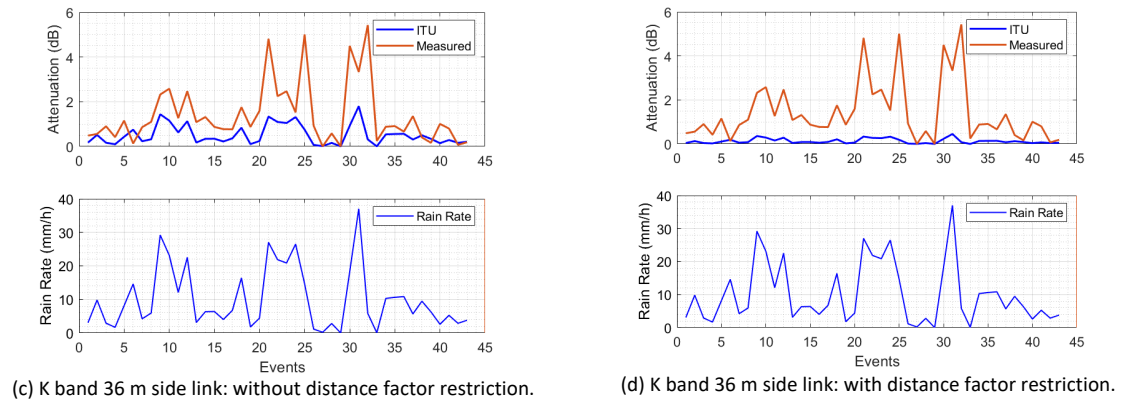 6
4
2
0
Attenuation (dB)
ITU
Measured
0 5 10 15 20 25 30 35 40 45
40
30
20
10
0
Rain Rate (mm/h)
Rain Rate
0 5 10 15 20 25 30 35 40 45
Events
(c) K band 36 m side link: without distance factor restriction.
6
4
2
0
Attenuation (dB)
ITU
Measured
0 5 10 15 20 25 30 35 40 45
40
30
20
10
0
Rain Rate (mm/h)
Rain Rate
0 5 10 15 20 25 30 35 40 45
Events
(d) K band 36 m side link: with distance factor restriction.